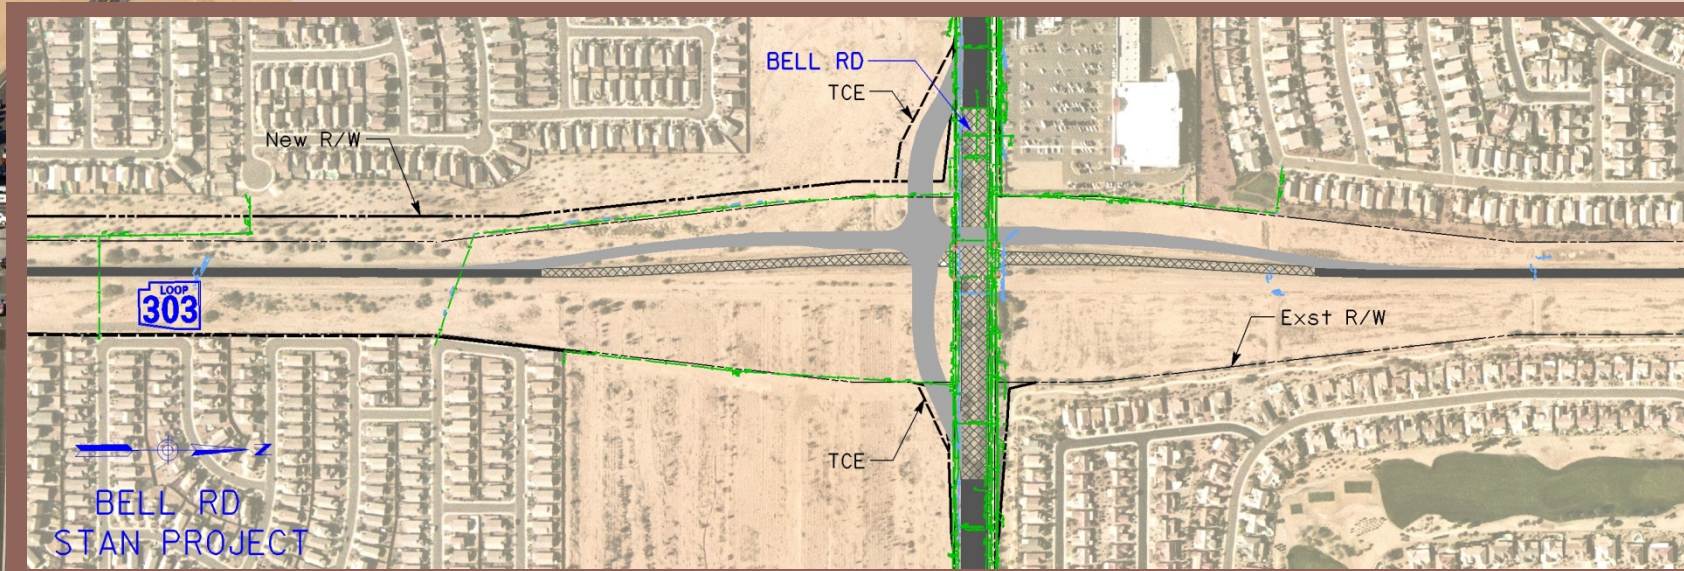 BELL RD
TCE
New R/W
LOOP
303
Exst R/W
TCE
N
BELL RD
STAN PROJECT